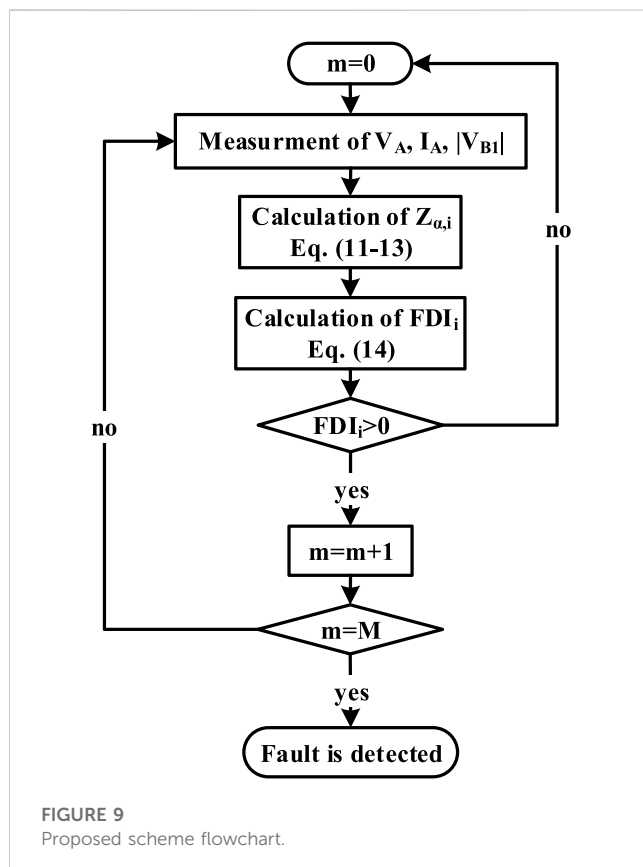 m=0
Measurment of V_A, I_A, |V_B1|
Calculation of Z_α,i
Eq. (11-13)
no
Calculation of FDI_i
Eq. (14)
no
FDI_i>0
yes
m=m+1
m=M
yes
Fault is detected
FIGURE 9
Proposed scheme flowchart.